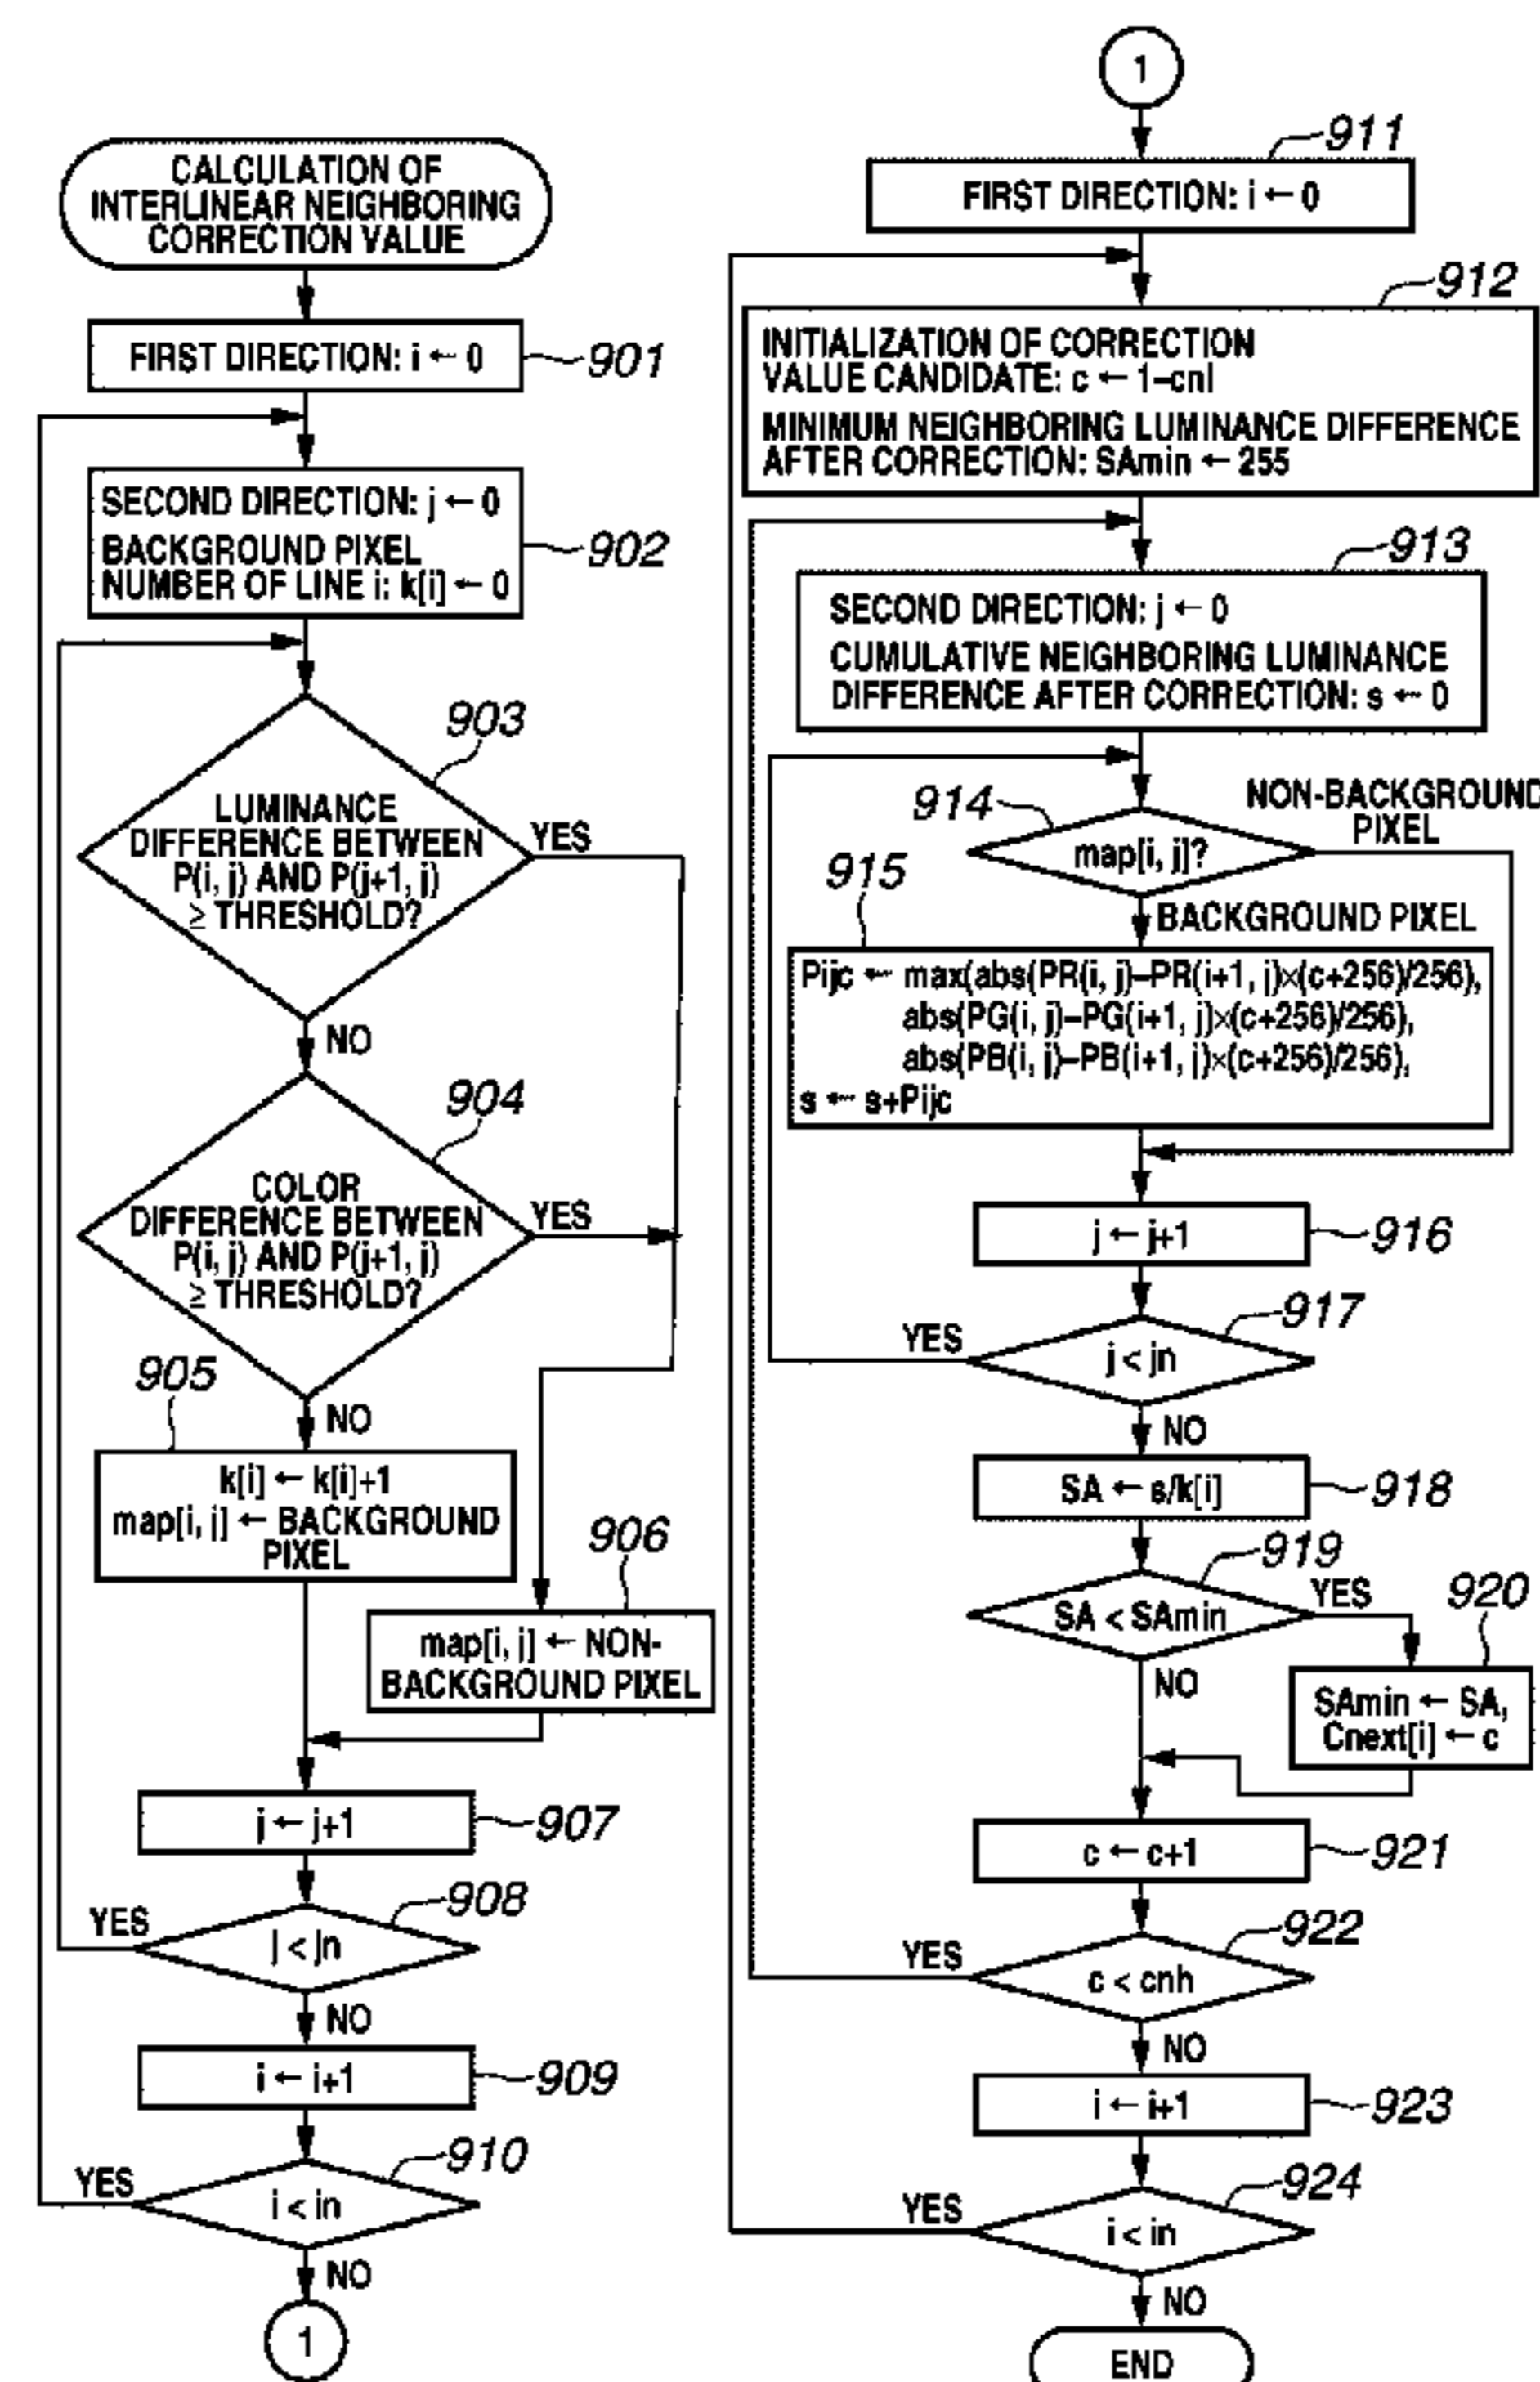 CALCULATION OF
INTERLINEAR NEIGHBORING
CORRECTION VALUE
FIRST DIRECTION: i ← 0
901
SECOND DIRECTION: j ← 0
BACKGROUND PIXEL
NUMBER OF LINE i: k[i] ← 0
902
903
LUMINANCE
DIFFERENCE BETWEEN
P(i, j) AND P(j+1, j)
≥ THRESHOLD?
YES
NO
904
COLOR
DIFFERENCE BETWEEN
P(i, j) AND P(j+1, j)
≥ THRESHOLD?
YES
NO
905
k[i] ← k[i]+1
map[i, j] ← BACKGROUND
PIXEL
906
map[i, j] ← NON-
BACKGROUND PIXEL
j ← j+1
907
908
YES
j < jn
NO
i ← i+1
909
910
YES
i < in
NO
1
1
911
FIRST DIRECTION: i ← 0
912
INITIALIZATION OF CORRECTION
VALUE CANDIDATE: c ← 1-cnl
MINIMUM NEIGHBORING LUMINANCE DIFFERENCE
AFTER CORRECTION: SAmin ← 255
913
SECOND DIRECTION: j ← 0
CUMULATIVE NEIGHBORING LUMINANCE
DIFFERENCE AFTER CORRECTION: s ← 0
914
map[i, j]?
NON-BACKGROUND
PIXEL
BACKGROUND PIXEL
915
Pijc ← max(abs(PR(i, j)–PR(i+1, j)×(c+256)/256),
abs(PG(i, j)–PG(i+1, j)×(c+256)/256),
abs(PB(i, j)–PB(i+1, j)×(c+256)/256),
s ← s+Pijc
j ← j+1
916
917
YES
j < jn
NO
SA ← s/k[i]
918
919
SA < SAmin
YES
NO
920
SAmin ← SA,
Cnext[i] ← c
c ← c+1
921
922
YES
c < cnh
NO
i ← i+1
923
924
YES
i < in
NO
END